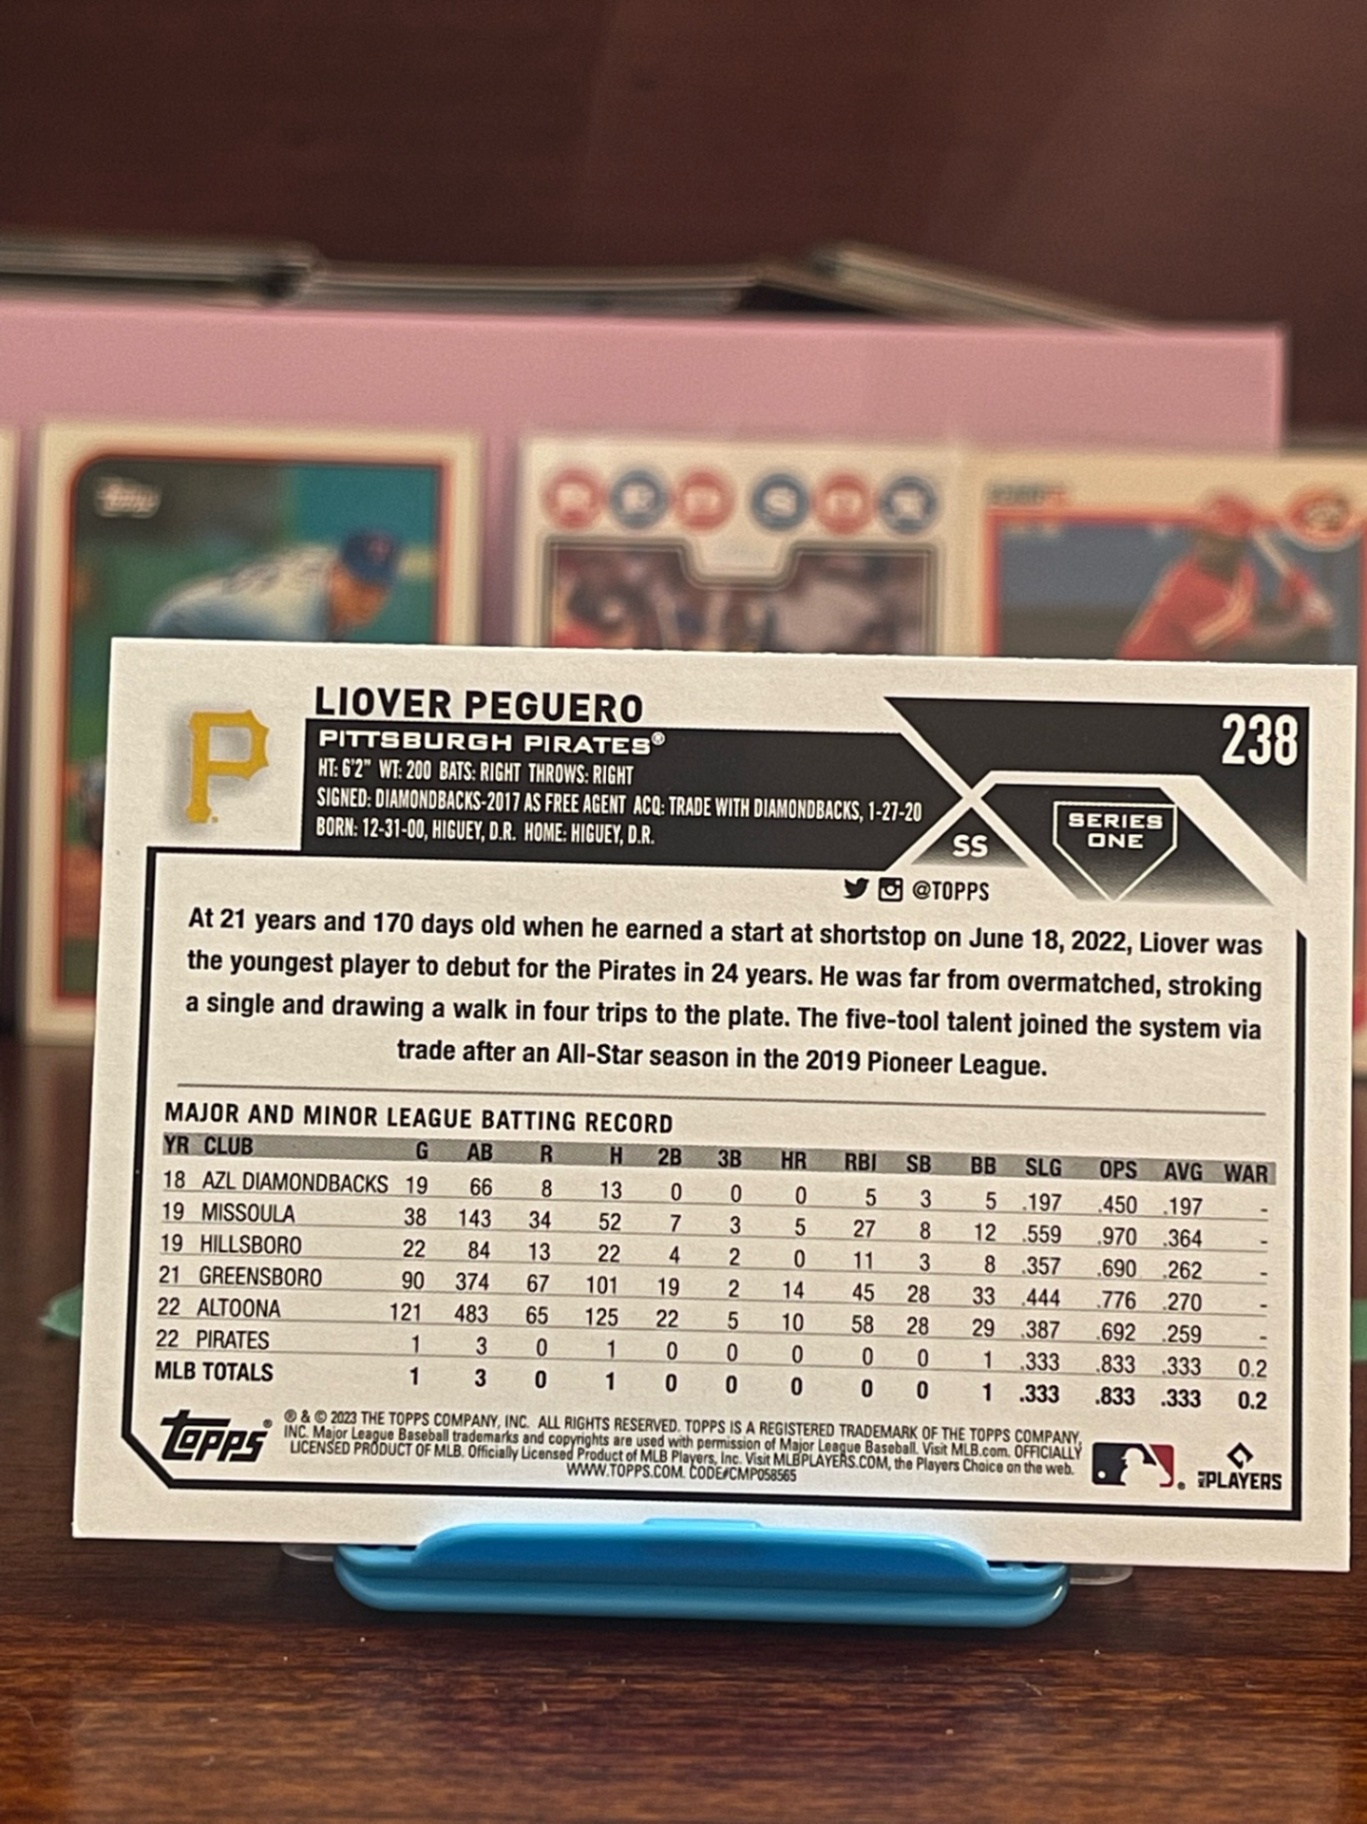 Topps
RED SOX
LIOVER PEGUERO
238
PITTSBURGH PIRATES®
HT: 6'2" WT: 200 BATS: RIGHT THROWS: RIGHT
SIGNED: DIAMONDBACKS-2017 AS FREE AGENT ACQ: TRADE WITH DIAMONDBACKS, 1-27-20
BORN: 12-31-00, HIGUEY, D.R. HOME: HIGUEY, D.R.
SS
SERIES
ONE
@TOPPS
At 21 years and 170 days old when he earned a start at shortstop on June 18, 2022, Liover was
the youngest player to debut for the Pirates in 24 years. He was far from overmatched, stroking
a single and drawing a walk in four trips to the plate. The five-tool talent joined the system via
trade after an All-Star season in the 2019 Pioneer League.
MAJOR AND MINOR LEAGUE BATTING RECORD
YR CLUB G AB R H 2B 3B HR RBI SB BB SLG OPS AVG WAR
18 AZL DIAMONDBACKS 19 66 8 13 0 0 0 5 3 5 .197 .450 .197 -
19 MISSOULA 38 143 34 52 7 3 5 27 8 12 .559 .970 .364 -
19 HILLSBORO 22 84 13 22 4 2 0 11 3 8 .357 .690 .262 -
21 GREENSBORO 90 374 67 101 19 2 14 45 28 33 .444 .776 .270 -
22 ALTOONA 121 483 65 125 22 5 10 58 28 29 .387 .692 .259 -
22 PIRATES 1 3 0 1 0 0 0 0 0 1 .333 .833 .333 0.2
MLB TOTALS 1 3 0 1 0 0 0 0 0 1 .333 .833 .333 0.2
Topps®
® & © 2023 THE TOPPS COMPANY, INC. ALL RIGHTS RESERVED. TOPPS IS A REGISTERED TRADEMARK OF THE TOPPS COMPANY,
INC. Major League Baseball trademarks and copyrights are used with permission of Major League Baseball. Visit MLB.com. OFFICIALLY
LICENSED PRODUCT OF MLB. Officially Licensed Product of MLB Players, Inc. Visit MLBPLAYERS.COM, the Players Choice on the web.
WWW.TOPPS.COM. CODE#CMP058565
MLB PLAYERS
P